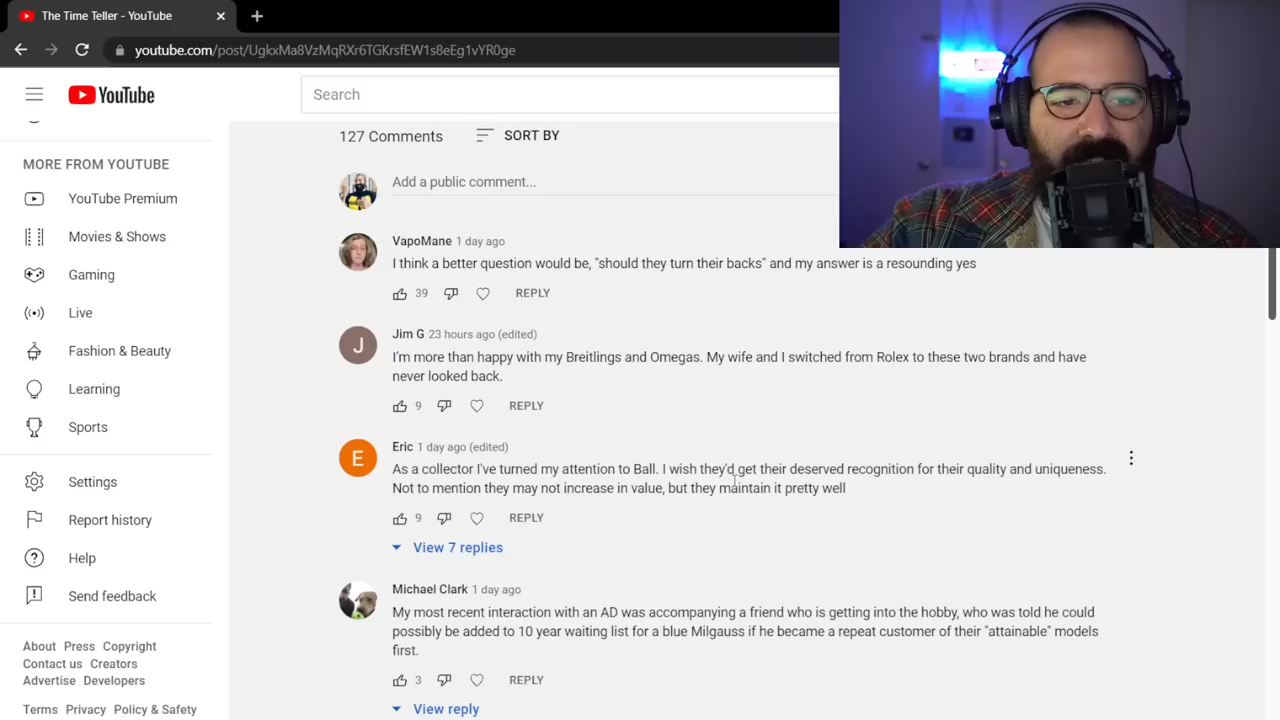 The Time Teller - YouTube
youtube.com/post/UgkxMa8VzMqRXr6TGKrsfEW1s8eEg1vYR0ge
YouTube
Search
MORE FROM YOUTUBE
YouTube Premium
Movies & Shows
Gaming
Live
Fashion & Beauty
Learning
Sports
Settings
Report history
Help
Send feedback
About Press Copyright
Contact us Creators
Advertise Developers
Terms Privacy Policy & Safety
127 Comments SORT BY
Add a public comment...
VapoMane 1 day ago
I think a better question would be, "should they turn their backs" and my answer is a resounding yes
39 REPLY
J
Jim G 23 hours ago (edited)
I'm more than happy with my Breitlings and Omegas. My wife and I switched from Rolex to these two brands and have
never looked back.
9 REPLY
E
Eric 1 day ago (edited)
As a collector I've turned my attention to Ball. I wish they'd get their deserved recognition for their quality and uniqueness.
Not to mention they may not increase in value, but they maintain it pretty well
9 REPLY
View 7 replies
Michael Clark 1 day ago
My most recent interaction with an AD was accompanying a friend who is getting into the hobby, who was told he could
possibly be added to 10 year waiting list for a blue Milgauss if he became a repeat customer of their "attainable" models
first.
3 REPLY
View reply